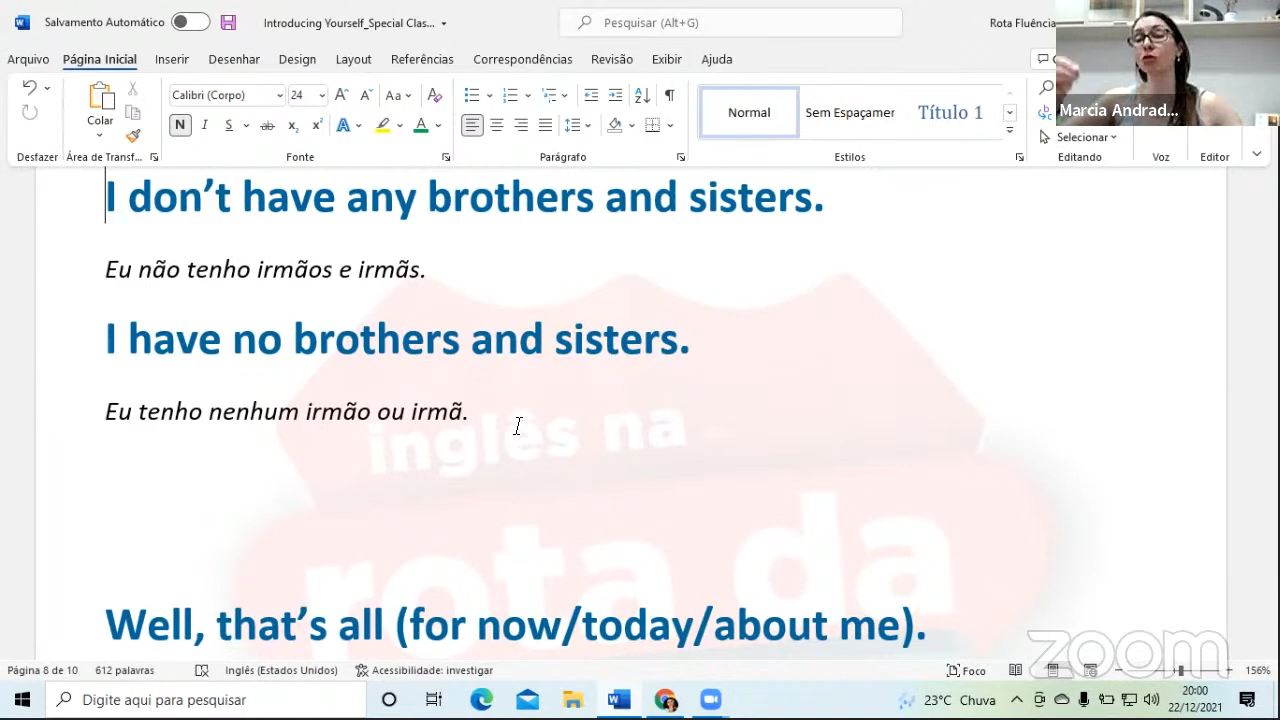 Salvamento Automático
Introducing Yourself_Special Clas...
Pesquisar (Alt+G)
Rota Fluência
Arquivo Página Inicial Inserir Desenhar Design Layout Referências Correspondências Revisão Exibir Ajuda
Colar
Calibri (Corpo) 24
Normal
Sem Espaçamer
Título 1
Selecionar
Desfazer Área de Transf... Fonte Parágrafo Estilos Editando Voz Editor
Marcia Andrad...
I don't have any brothers and sisters.
Eu não tenho irmãos e irmãs.
I have no brothers and sisters.
Eu tenho nenhum irmão ou irmã.
inglês na
rota da
Well, that's all (for now/today/about me).
zoom
Página 8 de 10 612 palavras Inglês (Estados Unidos) Acessibilidade: investigar Foco 156%
Digite aqui para pesquisar
23°C Chuva
20:00
22/12/2021